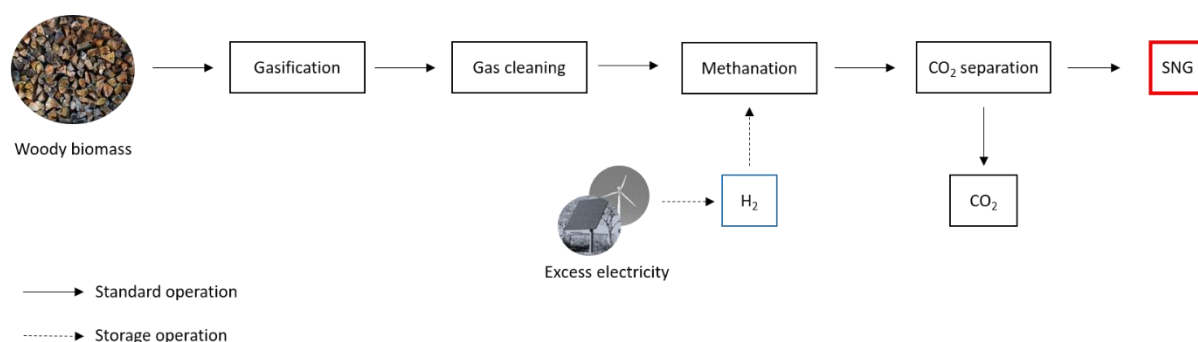 Gasification
Gas cleaning
Methanation
CO₂ separation
SNG
Woody biomass
H₂
CO₂
Excess electricity
Standard operation
Storage operation